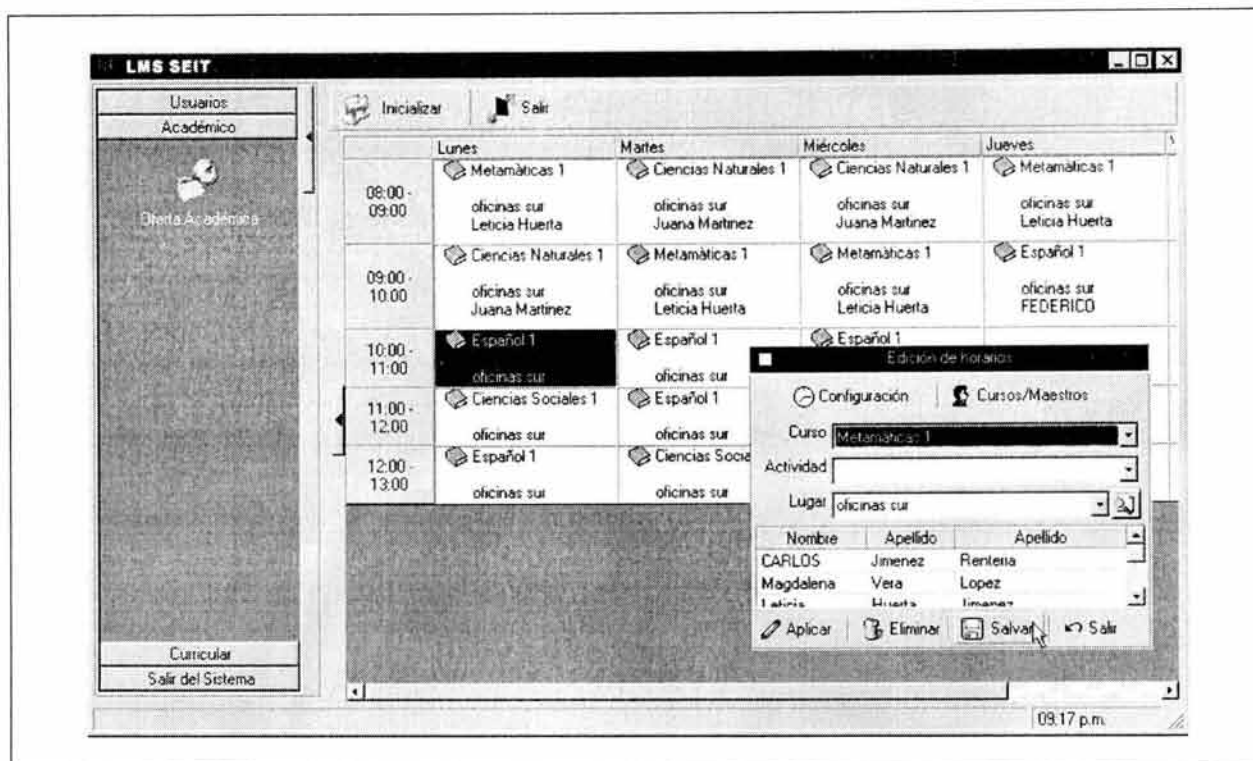 LMS SEIT
Usuarios
Académico
Oferta Académica
Curricular
Salir del Sistema
Inicializar Salir
Lunes Martes Miércoles Jueves
08:00 - 09:00
Metamàticas 1
oficinas sur
Leticia Huerta
Ciencias Naturales 1
oficinas sur
Juana Martinez
Ciencias Naturales 1
oficinas sur
Juana Martinez
Metamàticas 1
oficinas sur
Leticia Huerta
09:00 - 10:00
Ciencias Naturales 1
oficinas sur
Juana Martinez
Metamàticas 1
oficinas sur
Leticia Huerta
Metamàticas 1
oficinas sur
Leticia Huerta
Español 1
oficinas sur
FEDERICO
10:00 - 11:00
Español 1
oficinas sur
Español 1
oficinas sur
Español 1
11:00 - 12:00
Ciencias Sociales 1
oficinas sur
Español 1
oficinas sur
12:00 - 13:00
Español 1
oficinas sur
Ciencias Socia
oficinas sur
Edición de horarios
Configuración Cursos/Maestros
Curso Metamàticas 1
Actividad
Lugar oficinas sur
Nombre Apellido Apellido
CARLOS Jimenez Renteria
Magdalena Vera Lopez
Leticia Huerta Jimenez
Aplicar Eliminar Salvar Salir
09:17 p.m.